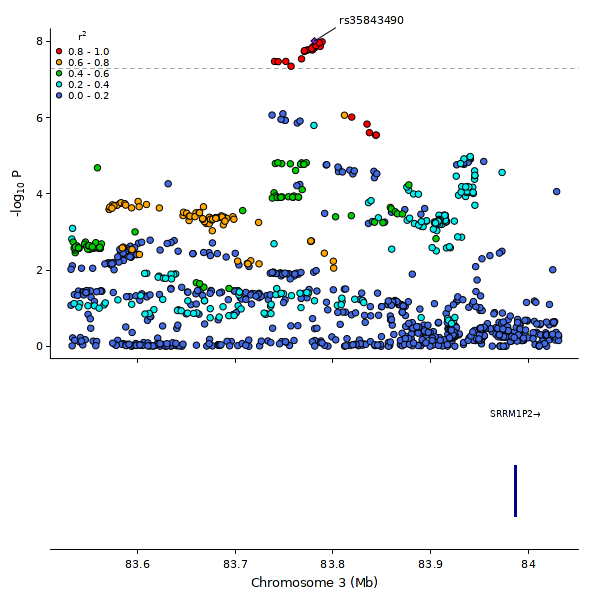 rs35843490
r²
0.8 - 1.0
0.6 - 0.8
0.4 - 0.6
0.2 - 0.4
0.0 - 0.2
8
6
4
2
0
-log10 P
SRRM1P2→
83.6 83.7 83.8 83.9 84
Chromosome 3 (Mb)